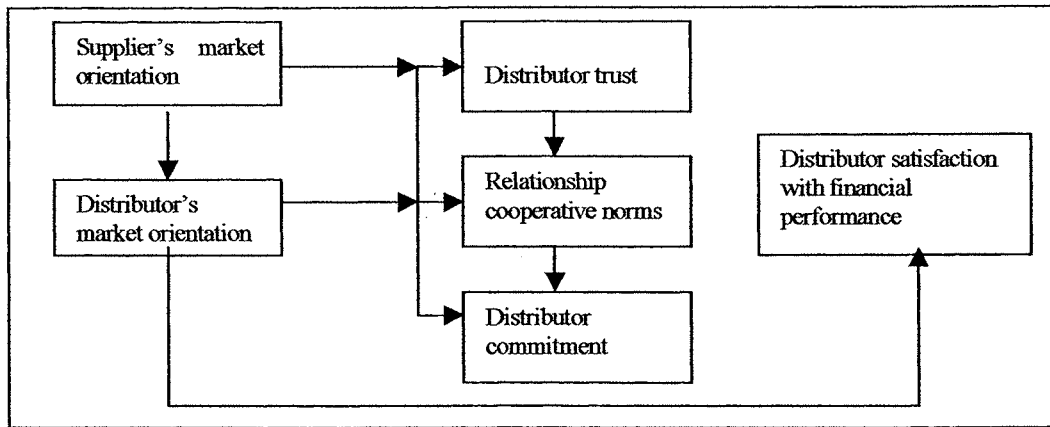 Supplier's market
orientation
Distributor trust
Distributor satisfaction
with financial
performance
Distributor's
market orientation
Relationship
cooperative norms
Distributor
commitment